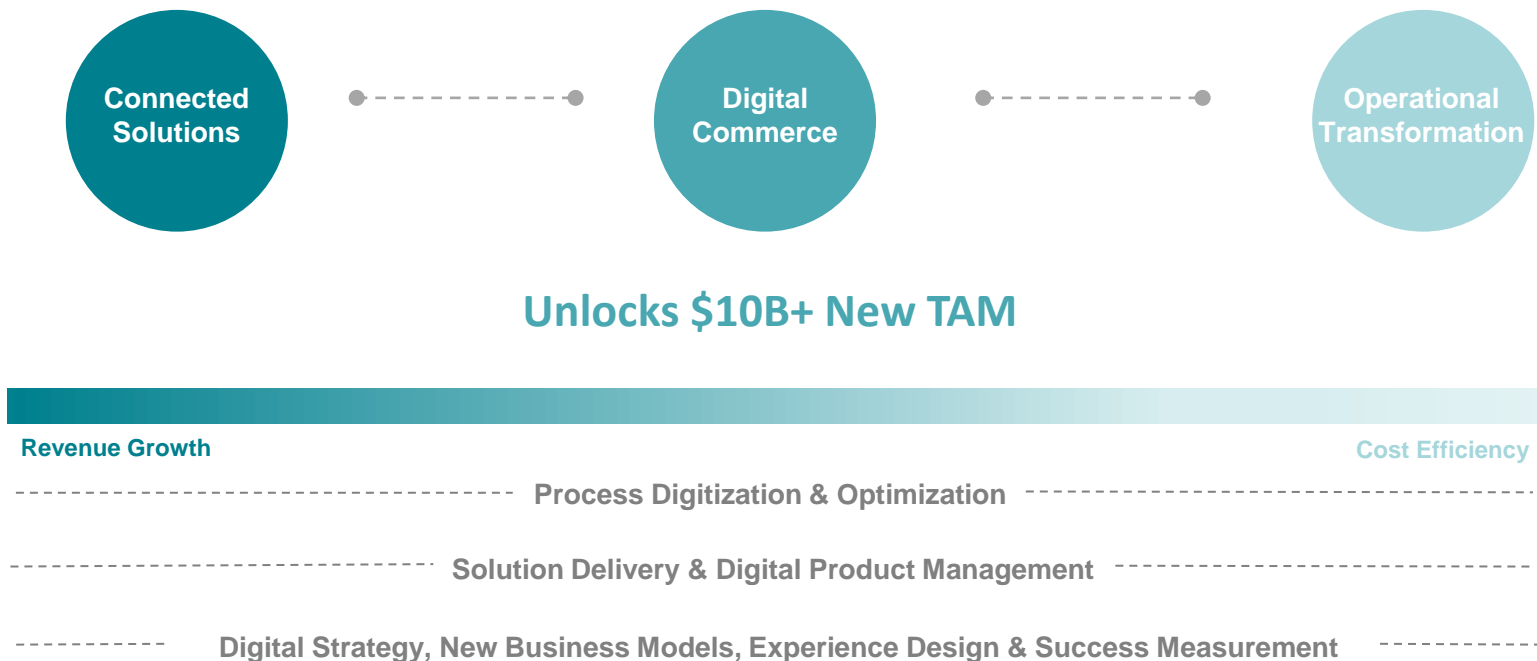 Connected
Solutions
Digital
Commerce
Operational
Transformation
Unlocks $10B+ New TAM
Revenue Growth
Cost Efficiency
Process Digitization & Optimization
Solution Delivery & Digital Product Management
Digital Strategy, New Business Models, Experience Design & Success Measurement